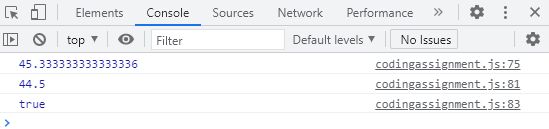 Elements Console Sources Network Performance »
top ▼ Filter Default levels ▼ No Issues
45.333333333333336 codingassignment.js:75
44.5 codingassignment.js:81
true codingassignment.js:83
>